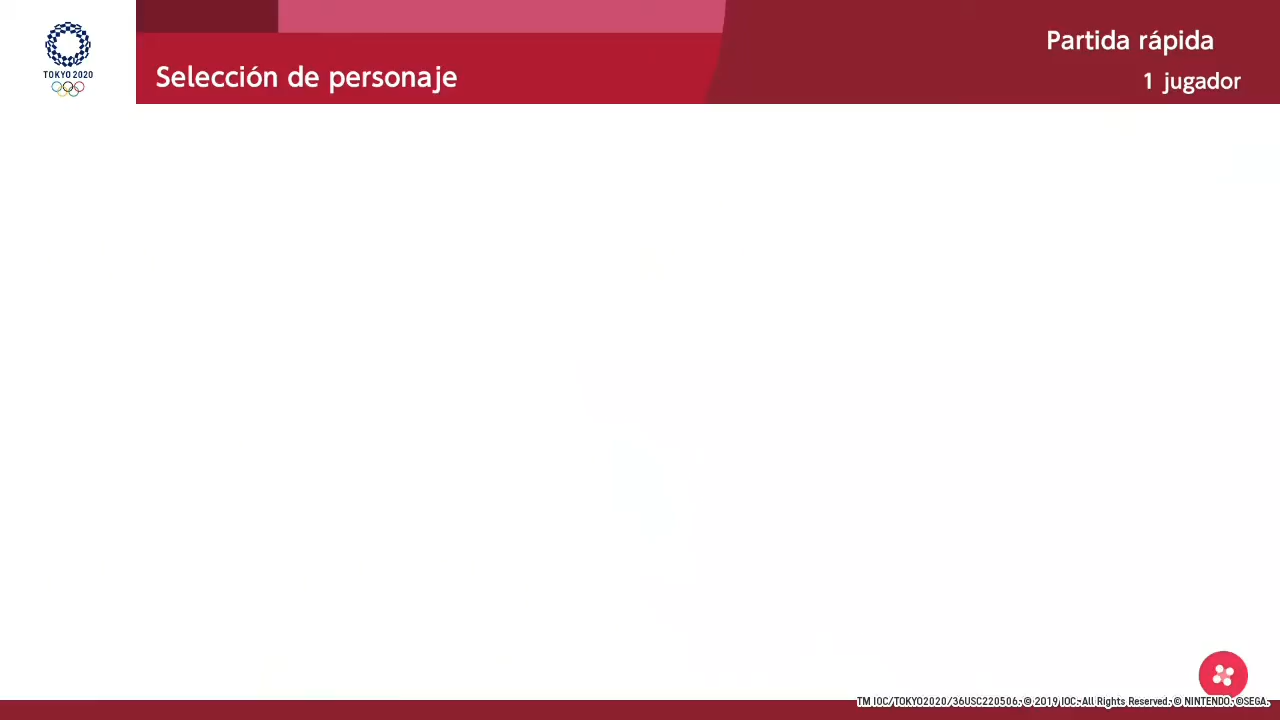 TOKYO 2020
Selección de personaje
Partida rápida
1 jugador
TM IOC/TOKYO2020/36USC220506. © 2019 IOC. All Rights Reserved. © NINTENDO. ©SEGA.